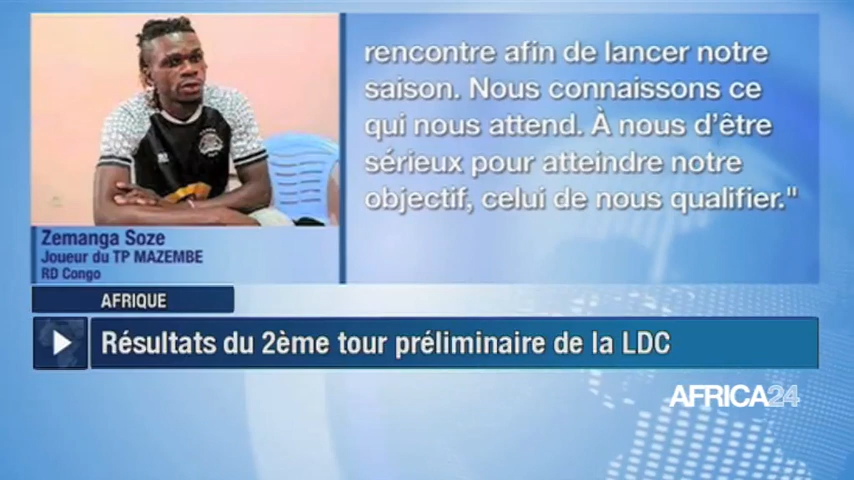 rencontre afin de lancer notre
saison. Nous connaissons ce
qui nous attend. À nous d'être
sérieux pour atteindre notre
objectif, celui de nous qualifier."
Zemanga Soze
Joueur du TP MAZEMBE
RD Congo
AFRIQUE
Résultats du 2ème tour préliminaire de la LDC
AFRICA24